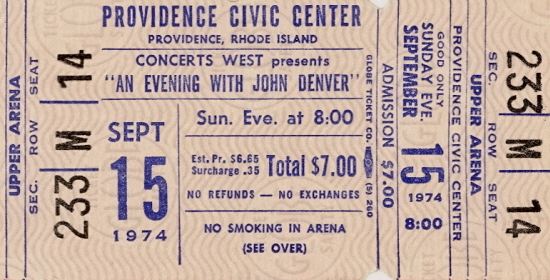 UPPER ARENA
SEC. ROW SEAT
233 M 14
PROVIDENCE CIVIC CENTER
PROVIDENCE, RHODE ISLAND
CONCERTS WEST presents
"AN EVENING WITH JOHN DENVER"
SEPT
15
1974
Sun. Eve. at 8:00
Est. Pr. $6.65
Surcharge .35
Total $7.00
NO REFUNDS — NO EXCHANGES
NO SMOKING IN ARENA
(SEE OVER)
GLOBE TICKET CO. (5) 260
ADMISSION $7.00
GOOD ONLY
SUNDAY EVE.
SEPTEMBER
15
1974
8:00
PROVIDENCE CIVIC CENTER
UPPER ARENA
SEC. ROW SEAT
233 M 14